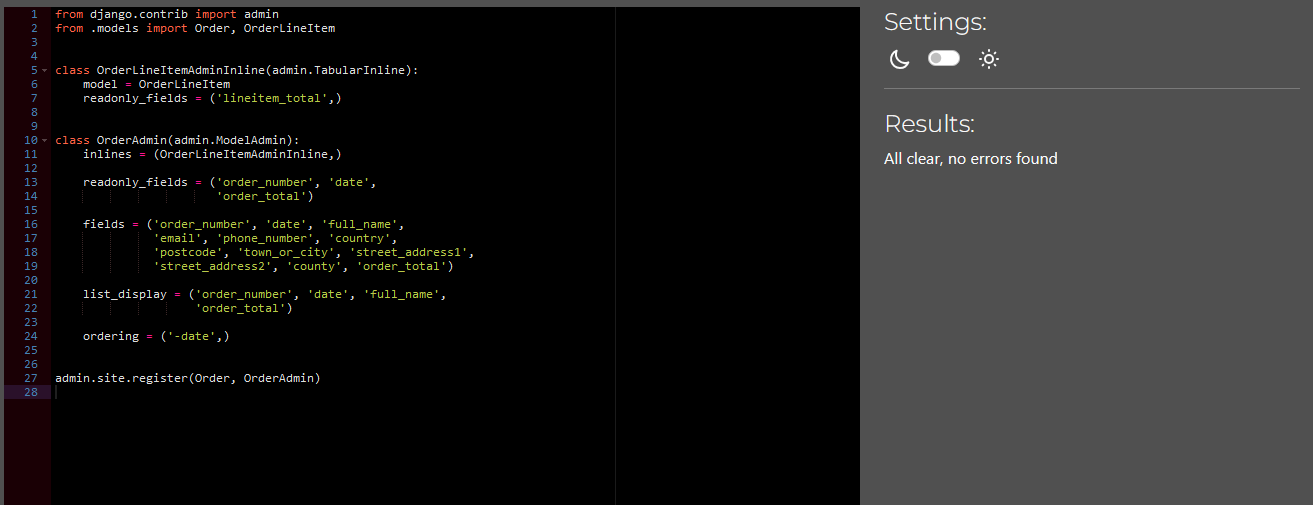 1 from django.contrib import admin
2 from .models import Order, OrderLineItem
3
4
5 class OrderLineItemAdminInline(admin.TabularInline):
6     model = OrderLineItem
7     readonly_fields = ('lineitem_total',)
8
9
10 class OrderAdmin(admin.ModelAdmin):
11     inlines = (OrderLineItemAdminInline,)
12
13     readonly_fields = ('order_number', 'date',
14                        'order_total')
15
16     fields = ('order_number', 'date', 'full_name',
17               'email', 'phone_number', 'country',
18               'postcode', 'town_or_city', 'street_address1',
19               'street_address2', 'county', 'order_total')
20
21     list_display = ('order_number', 'date', 'full_name',
22                     'order_total')
23
24     ordering = ('-date',)
25
26
27 admin.site.register(Order, OrderAdmin)
28
Settings:
Results:
All clear, no errors found